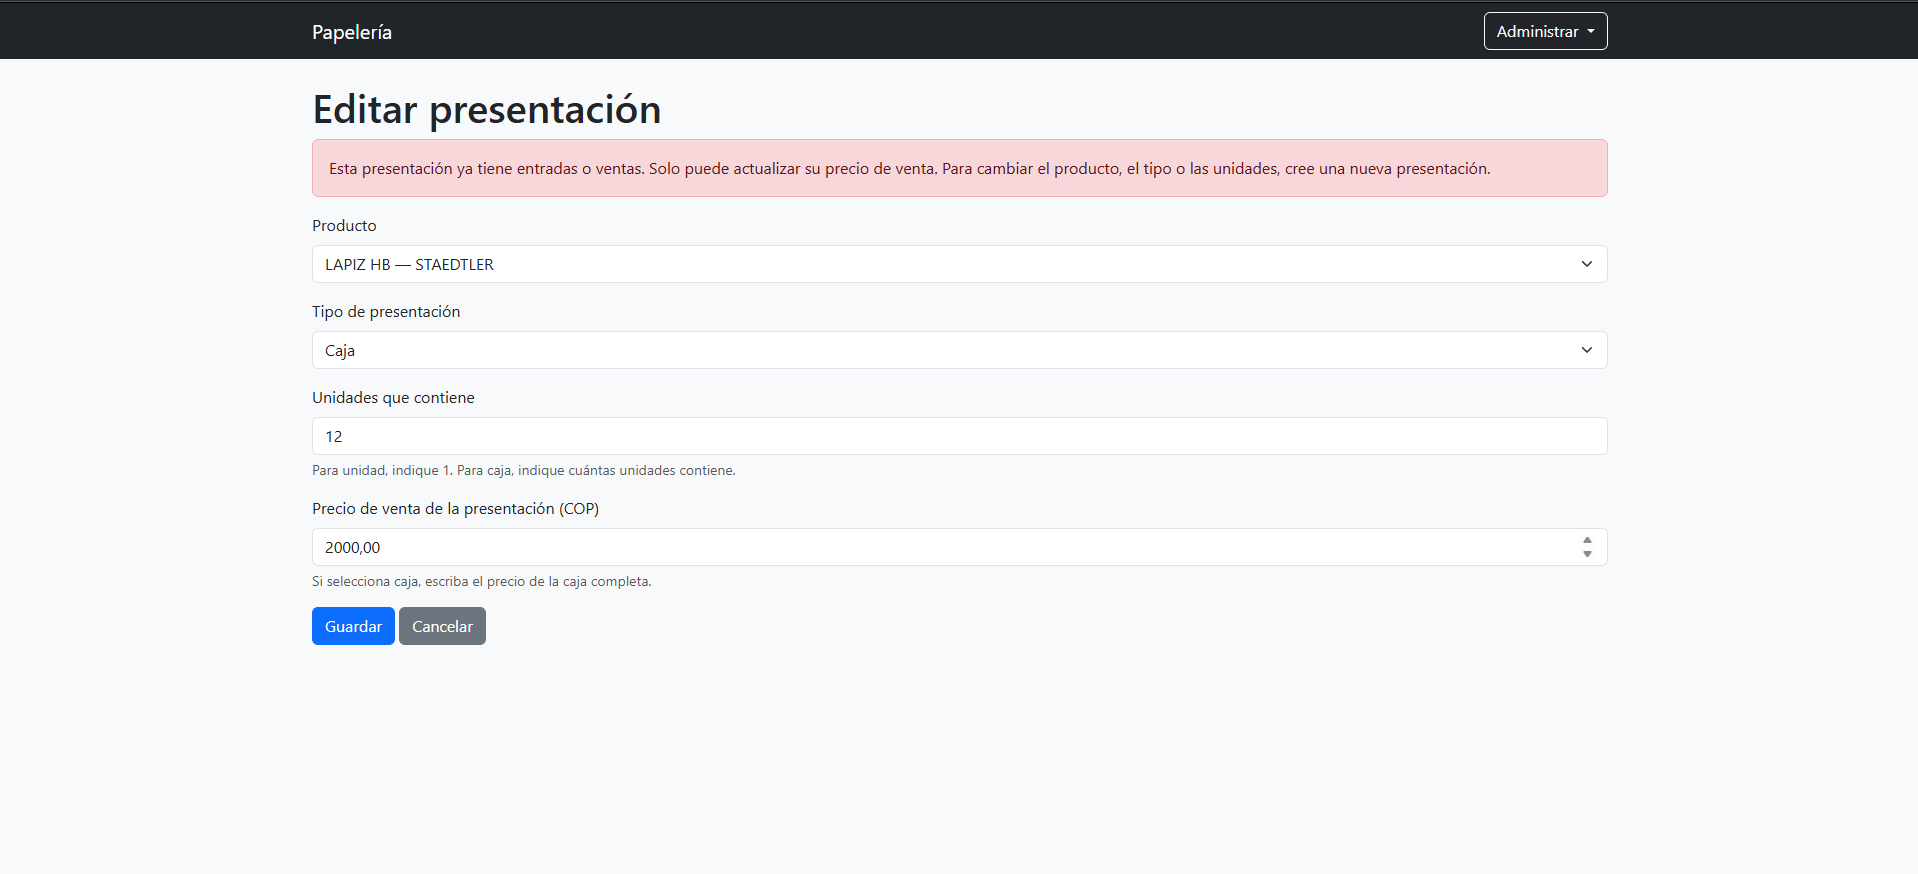 Papelería
Administrar
Editar presentación
Esta presentación ya tiene entradas o ventas. Solo puede actualizar su precio de venta. Para cambiar el producto, el tipo o las unidades, cree una nueva presentación.
Producto
LAPIZ HB — STAEDTLER
Tipo de presentación
Caja
Unidades que contiene
12
Para unidad, indique 1. Para caja, indique cuántas unidades contiene.
Precio de venta de la presentación (COP)
2000,00
Si selecciona caja, escriba el precio de la caja completa.
Guardar
Cancelar